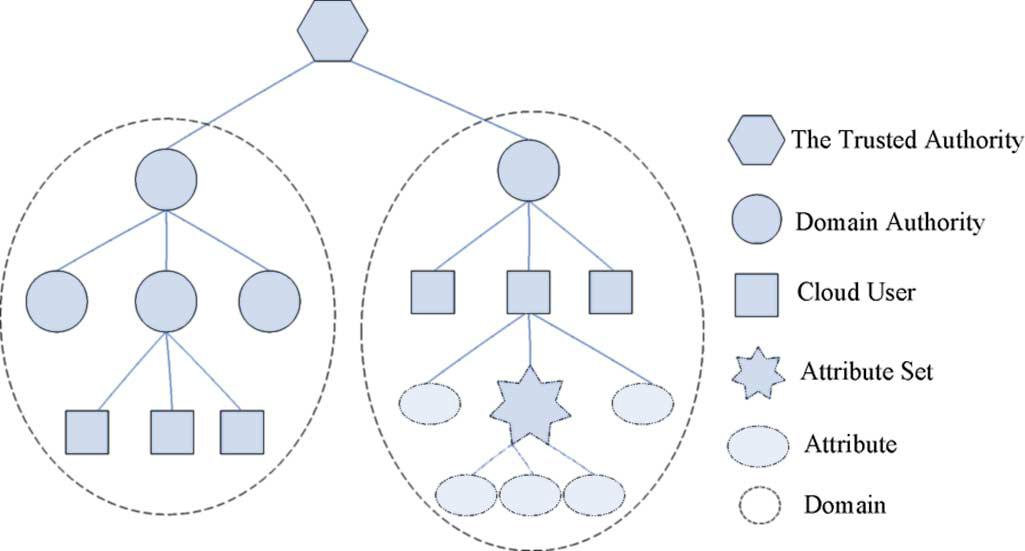 The Trusted Authority
Domain Authority
Cloud User
Attribute Set
Attribute
Domain